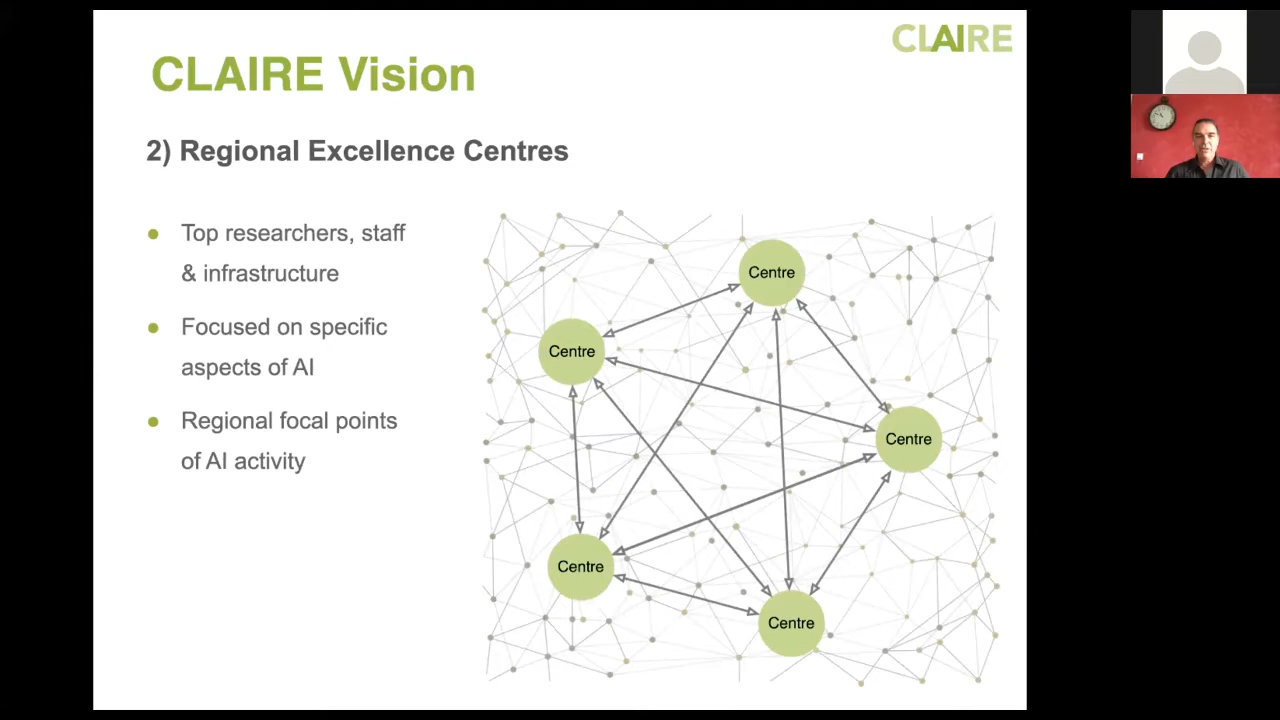 CLAIRE
CLAIRE Vision
2) Regional Excellence Centres
● Top researchers, staff
& infrastructure
● Focused on specific
aspects of AI
● Regional focal points
of AI activity
Centre
Centre
Centre
Centre
Centre